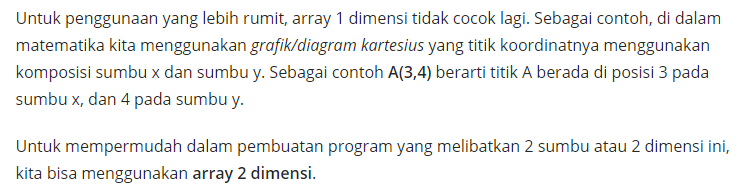 Untuk penggunaan yang lebih rumit, array 1 dimensi tidak cocok lagi. Sebagai contoh, di dalam
matematika kita menggunakan grafik/diagram kartesius yang titik koordinatnya menggunakan
komposisi sumbu x dan sumbu y. Sebagai contoh A(3,4) berarti titik A berada di posisi 3 pada
sumbu x, dan 4 pada sumbu y.
Untuk mempermudah dalam pembuatan program yang melibatkan 2 sumbu atau 2 dimensi ini,
kita bisa menggunakan array 2 dimensi.